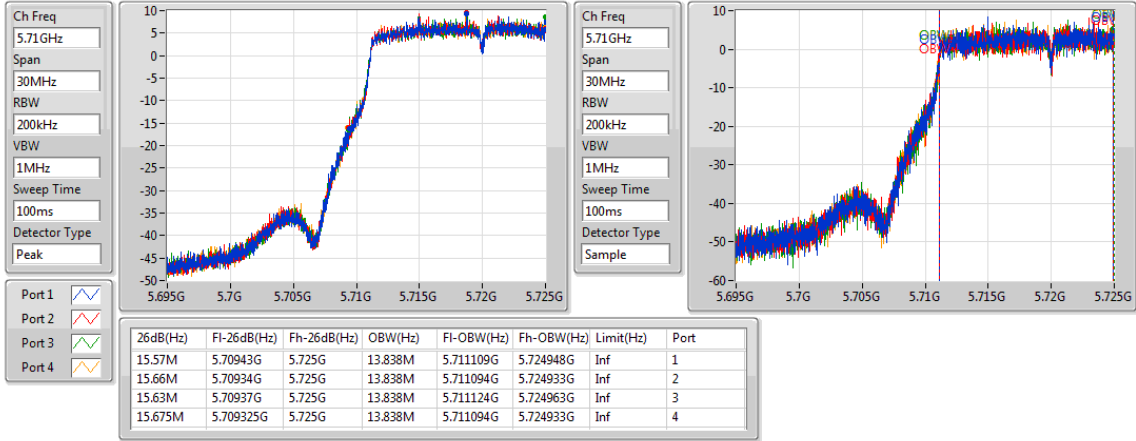 Ch Freq
5.71GHz
Span
30MHz
RBW
200kHz
VBW
1MHz
Sweep Time
100ms
Detector Type
Peak
10
5
0
-5
-10
-15
-20
-25
-30
-35
-40
-45
-50
5.695G 5.7G 5.705G 5.71G 5.715G 5.72G 5.725G
Ch Freq
5.71GHz
Span
30MHz
RBW
200kHz
VBW
1MHz
Sweep Time
100ms
Detector Type
Sample
10
0
-10
-20
-30
-40
-50
-60
5.695G 5.7G 5.705G 5.71G 5.715G 5.72G 5.725G
Port 1
Port 2
Port 3
Port 4
26dB(Hz) Fl-26dB(Hz) Fh-26dB(Hz) OBW(Hz) Fl-OBW(Hz) Fh-OBW(Hz) Limit(Hz) Port
15.57M 5.70943G 5.725G 13.838M 5.711109G 5.724948G Inf 1
15.66M 5.70934G 5.725G 13.838M 5.711094G 5.724933G Inf 2
15.63M 5.70937G 5.725G 13.838M 5.711124G 5.724963G Inf 3
15.675M 5.709325G 5.725G 13.838M 5.711094G 5.724933G Inf 4